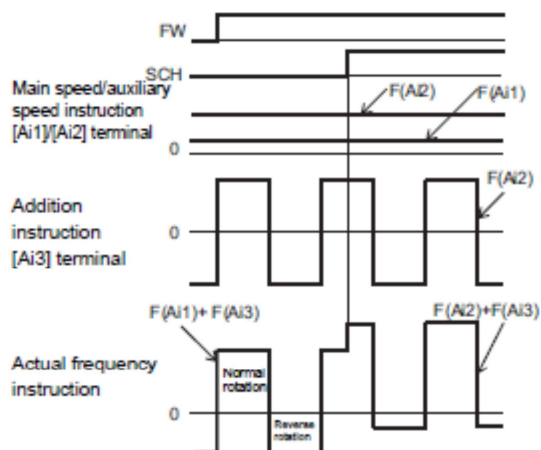 FW
SCH
Main speed/auxiliary
speed instruction
[Ai1]/[Ai2] terminal
F(Ai2)
F(Ai1)
0
Addition
instruction
[Ai3] terminal
0
F(Ai2)
F(Ai1)+ F(Ai3)
F(Ai2)+F(Ai3)
Actual frequency
instruction
Normal
rotation
0
Reverse
rotation